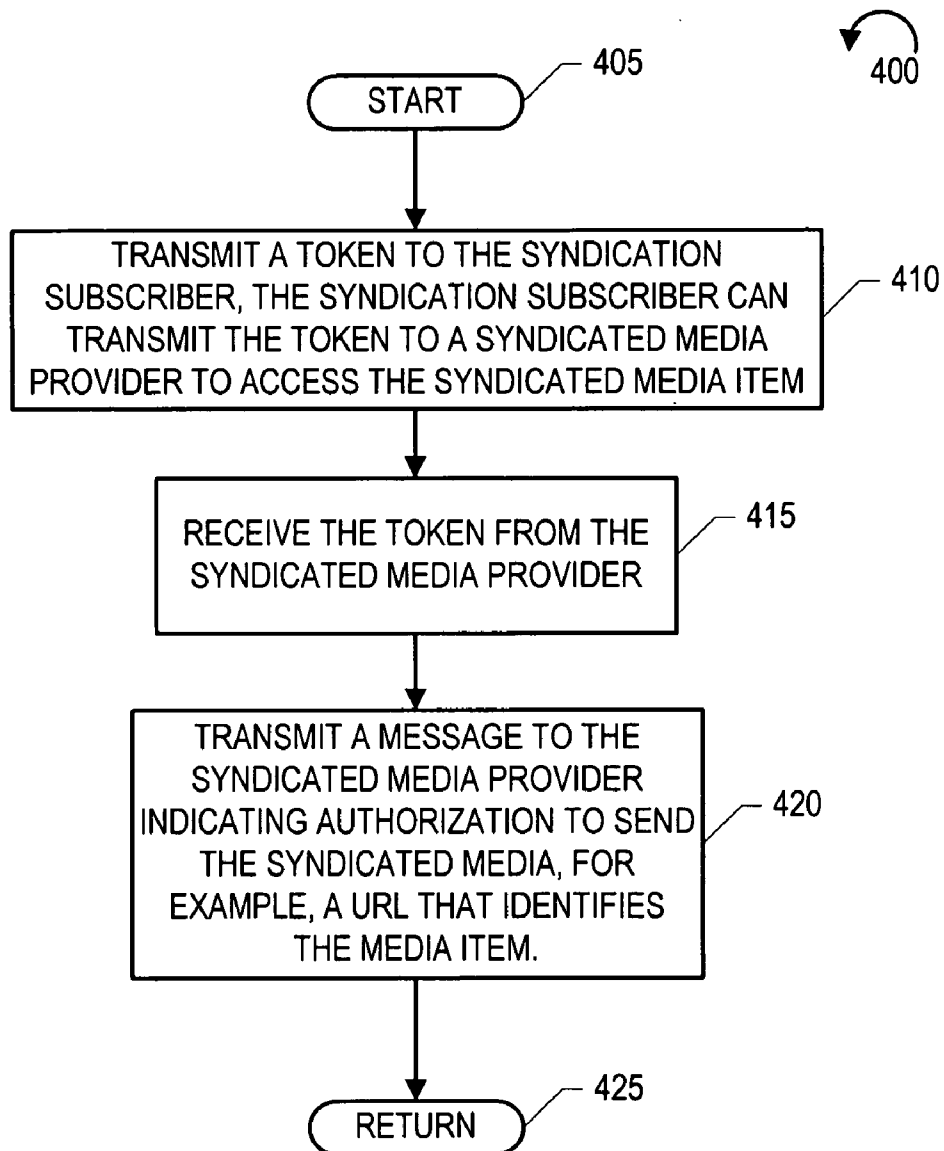 400
START
405
TRANSMIT A TOKEN TO THE SYNDICATION
SUBSCRIBER, THE SYNDICATION SUBSCRIBER CAN
TRANSMIT THE TOKEN TO A SYNDICATED MEDIA
PROVIDER TO ACCESS THE SYNDICATED MEDIA ITEM
410
RECEIVE THE TOKEN FROM THE
SYNDICATED MEDIA PROVIDER
415
TRANSMIT A MESSAGE TO THE
SYNDICATED MEDIA PROVIDER
INDICATING AUTHORIZATION TO SEND
THE SYNDICATED MEDIA, FOR
EXAMPLE, A URL THAT IDENTIFIES
THE MEDIA ITEM.
420
RETURN
425